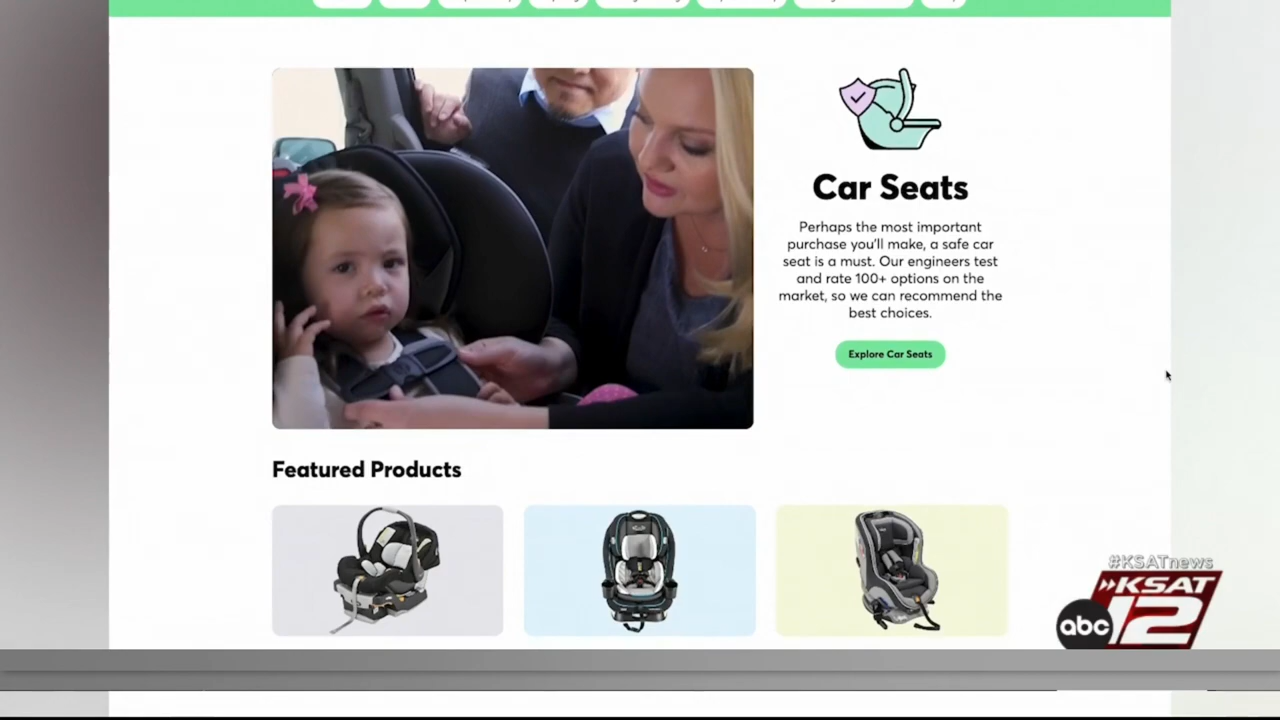 Car Seats
Perhaps the most important
purchase you'll make, a safe car
seat is a must. Our engineers test
and rate 100+ options on the
market, so we can recommend the
best choices.
Explore Car Seats
Featured Products
#KSATnews
KSAT
abc 12